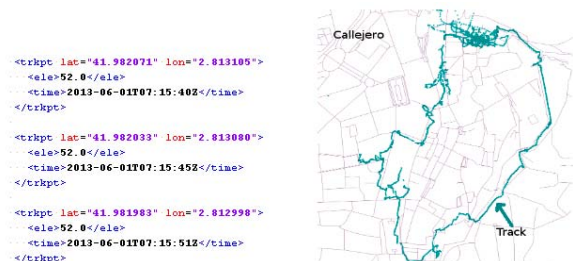 <trkpt lat="41.982071" lon="2.813105">
<ele>52.0</ele>
<time>2013-06-01T07:15:40Z</time>
</trkpt>
<trkpt lat="41.982033" lon="2.813080">
<ele>52.0</ele>
<time>2013-06-01T07:15:45Z</time>
</trkpt>
<trkpt lat="41.981983" lon="2.812998">
<ele>52.0</ele>
<time>2013-06-01T07:15:51Z</time>
</trkpt>
Callejero
Track